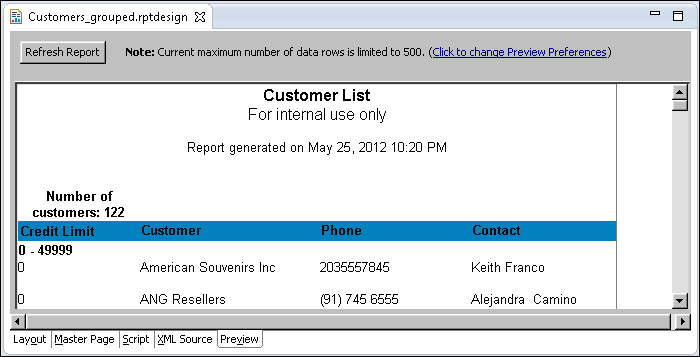 Customers_grouped.rptdesign
Refresh Report Note: Current maximum number of data rows is limited to 500. (Click to change Preview Preferences)
Customer List
For internal use only
Report generated on May 25, 2012 10:20 PM
Number of
customers: 122
Credit Limit Customer Phone Contact
0 - 49999
0 American Souvenirs Inc 2035557845 Keith Franco
0 ANG Resellers (91) 745 6555 Alejandra Camino
Layout Master Page Script XML Source Preview